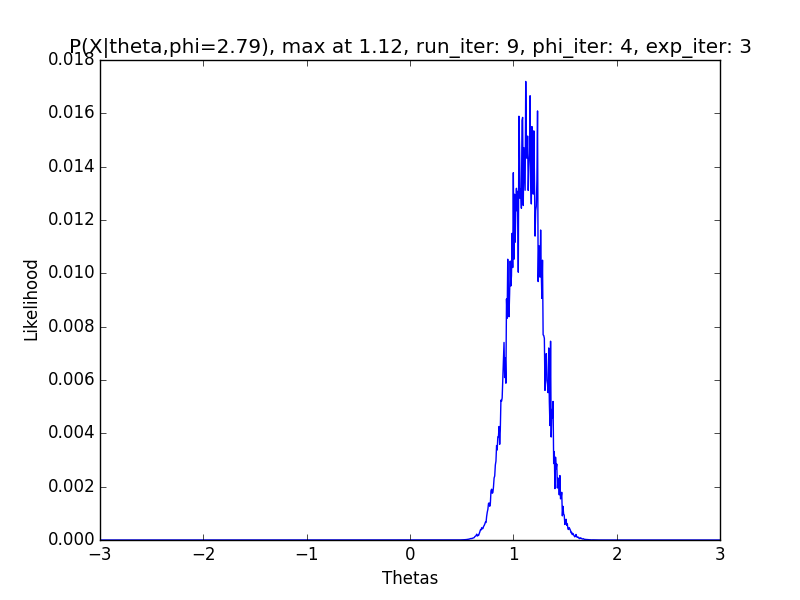 P(X|theta,phi=2.79), max at 1.12, run_iter: 9, phi_iter: 4, exp_iter: 3
0.018
0.016
0.014
0.012
0.010
0.008
0.006
0.004
0.002
0.000
Likelihood
−3 −2 −1 0 1 2 3
Thetas